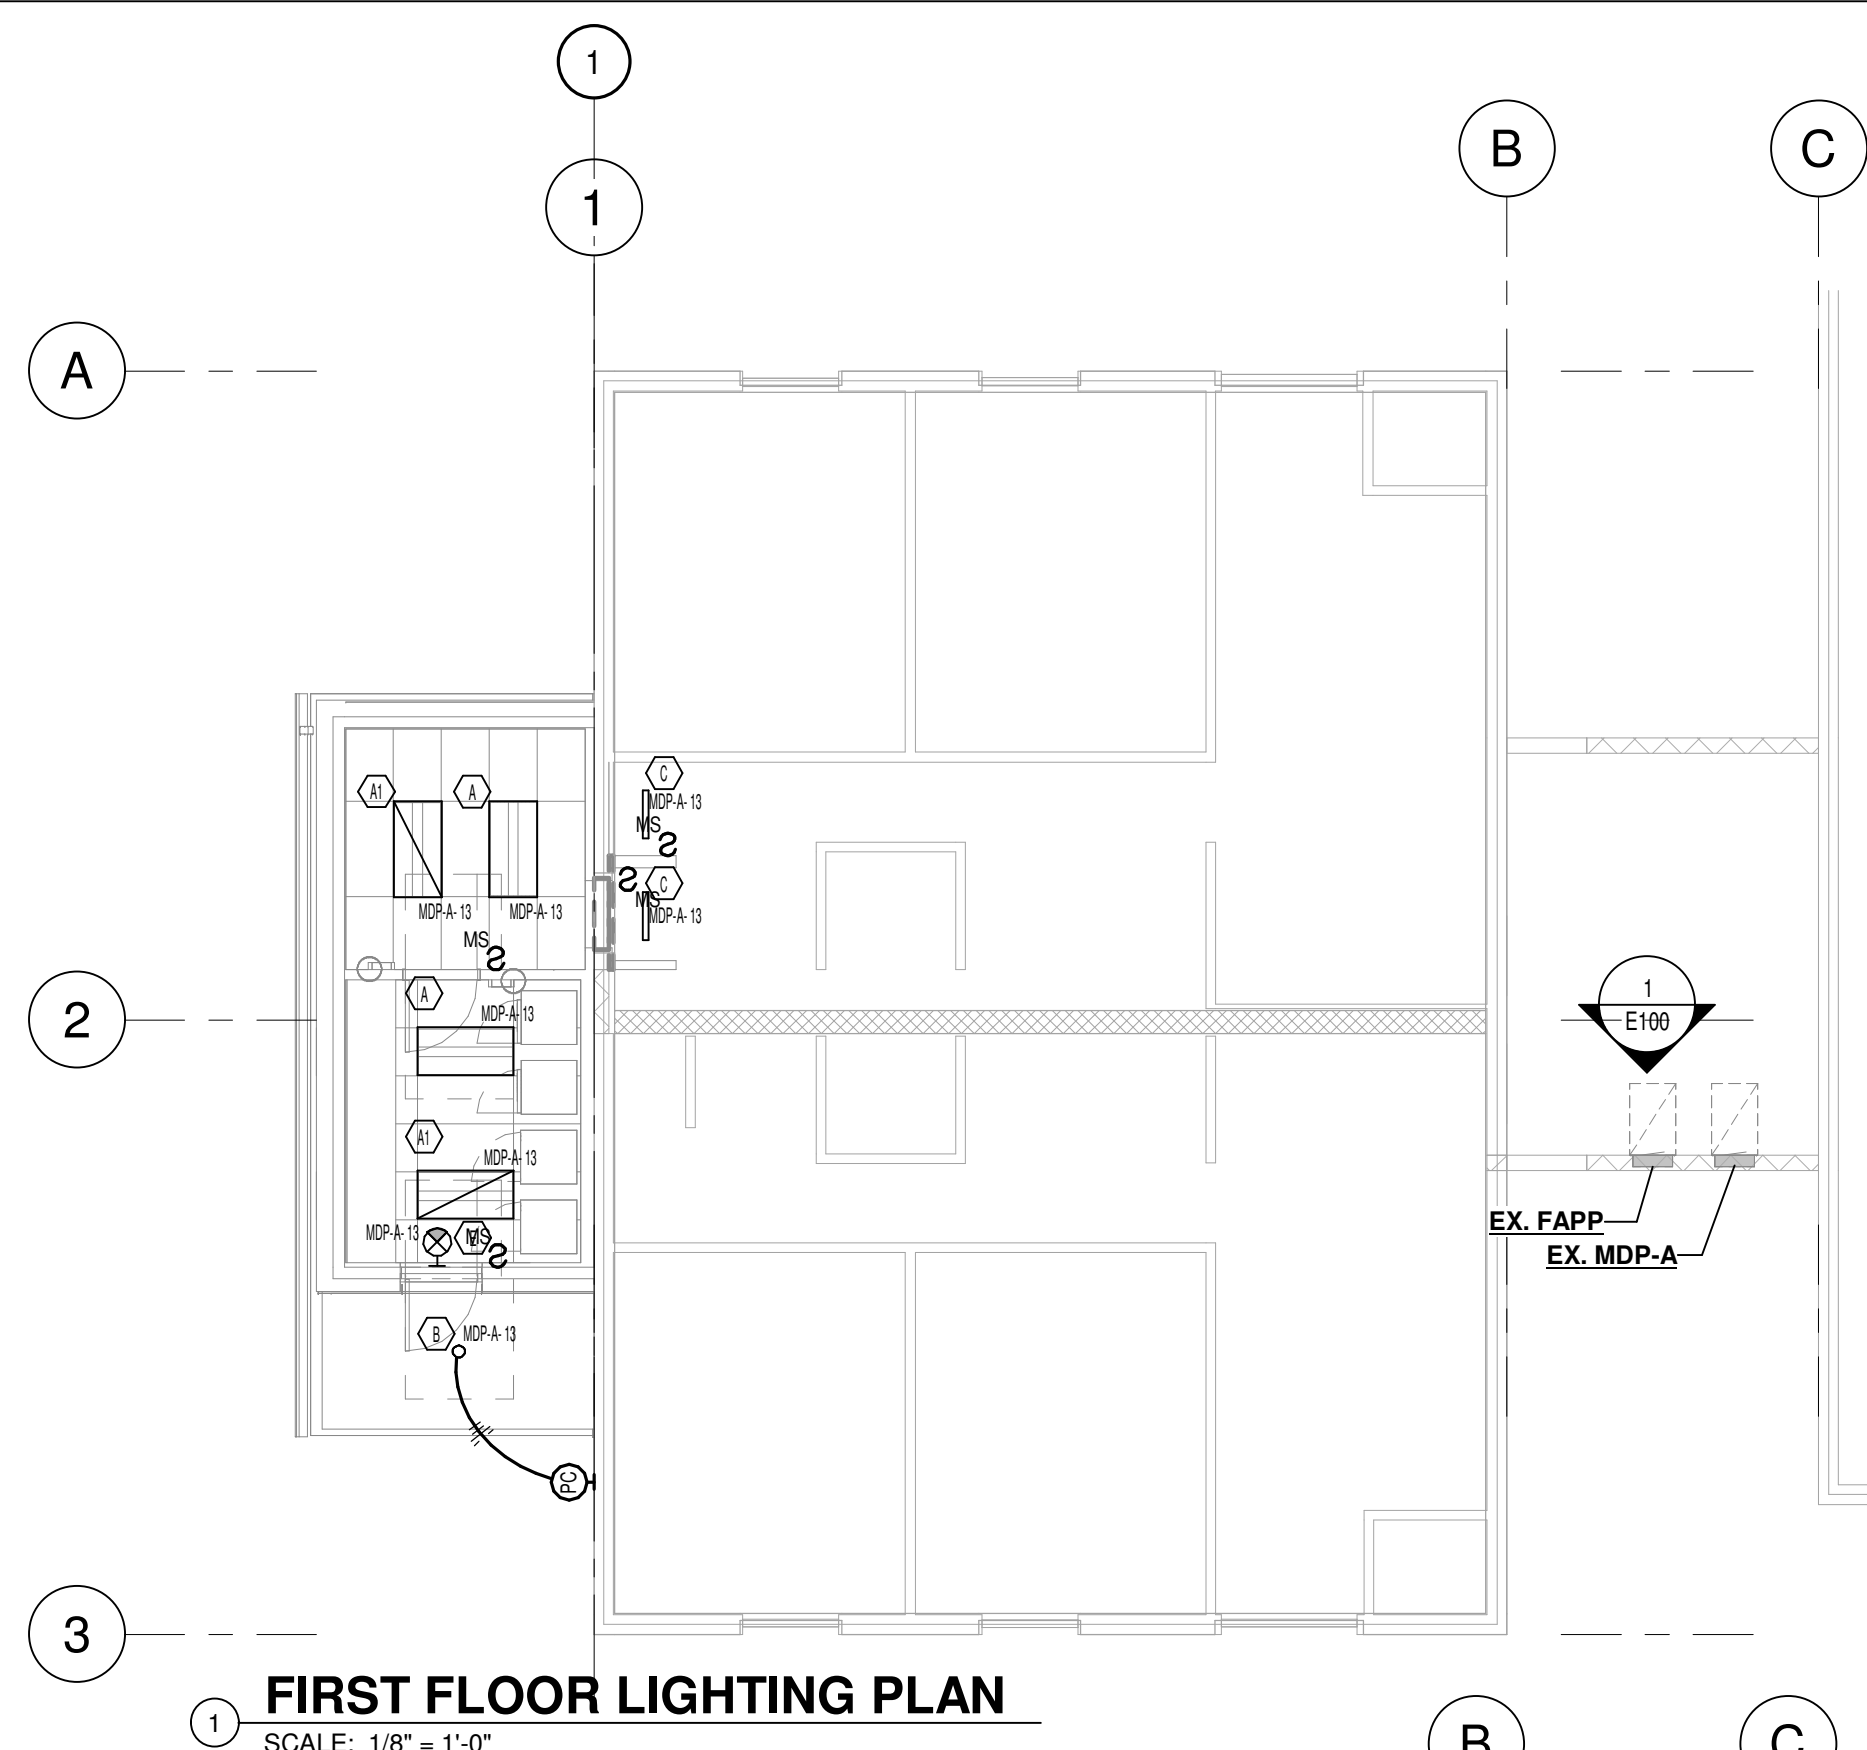 1
1
B
C
A
A1
A
C
MDP-A-13
MS
S
S
C
MS
MDP-A-13
MDP-A-13
MDP-A-13
MS
S
A
MDP-A-13
2
1
E100
A1
MDP-A-13
EX. FAPP
EX. MDP-A
MDP-A-13
E
MS
S
B
MDP-A-13
PC
3
FIRST FLOOR LIGHTING PLAN
1
SCALE: 1/8" = 1'-0"
B
C